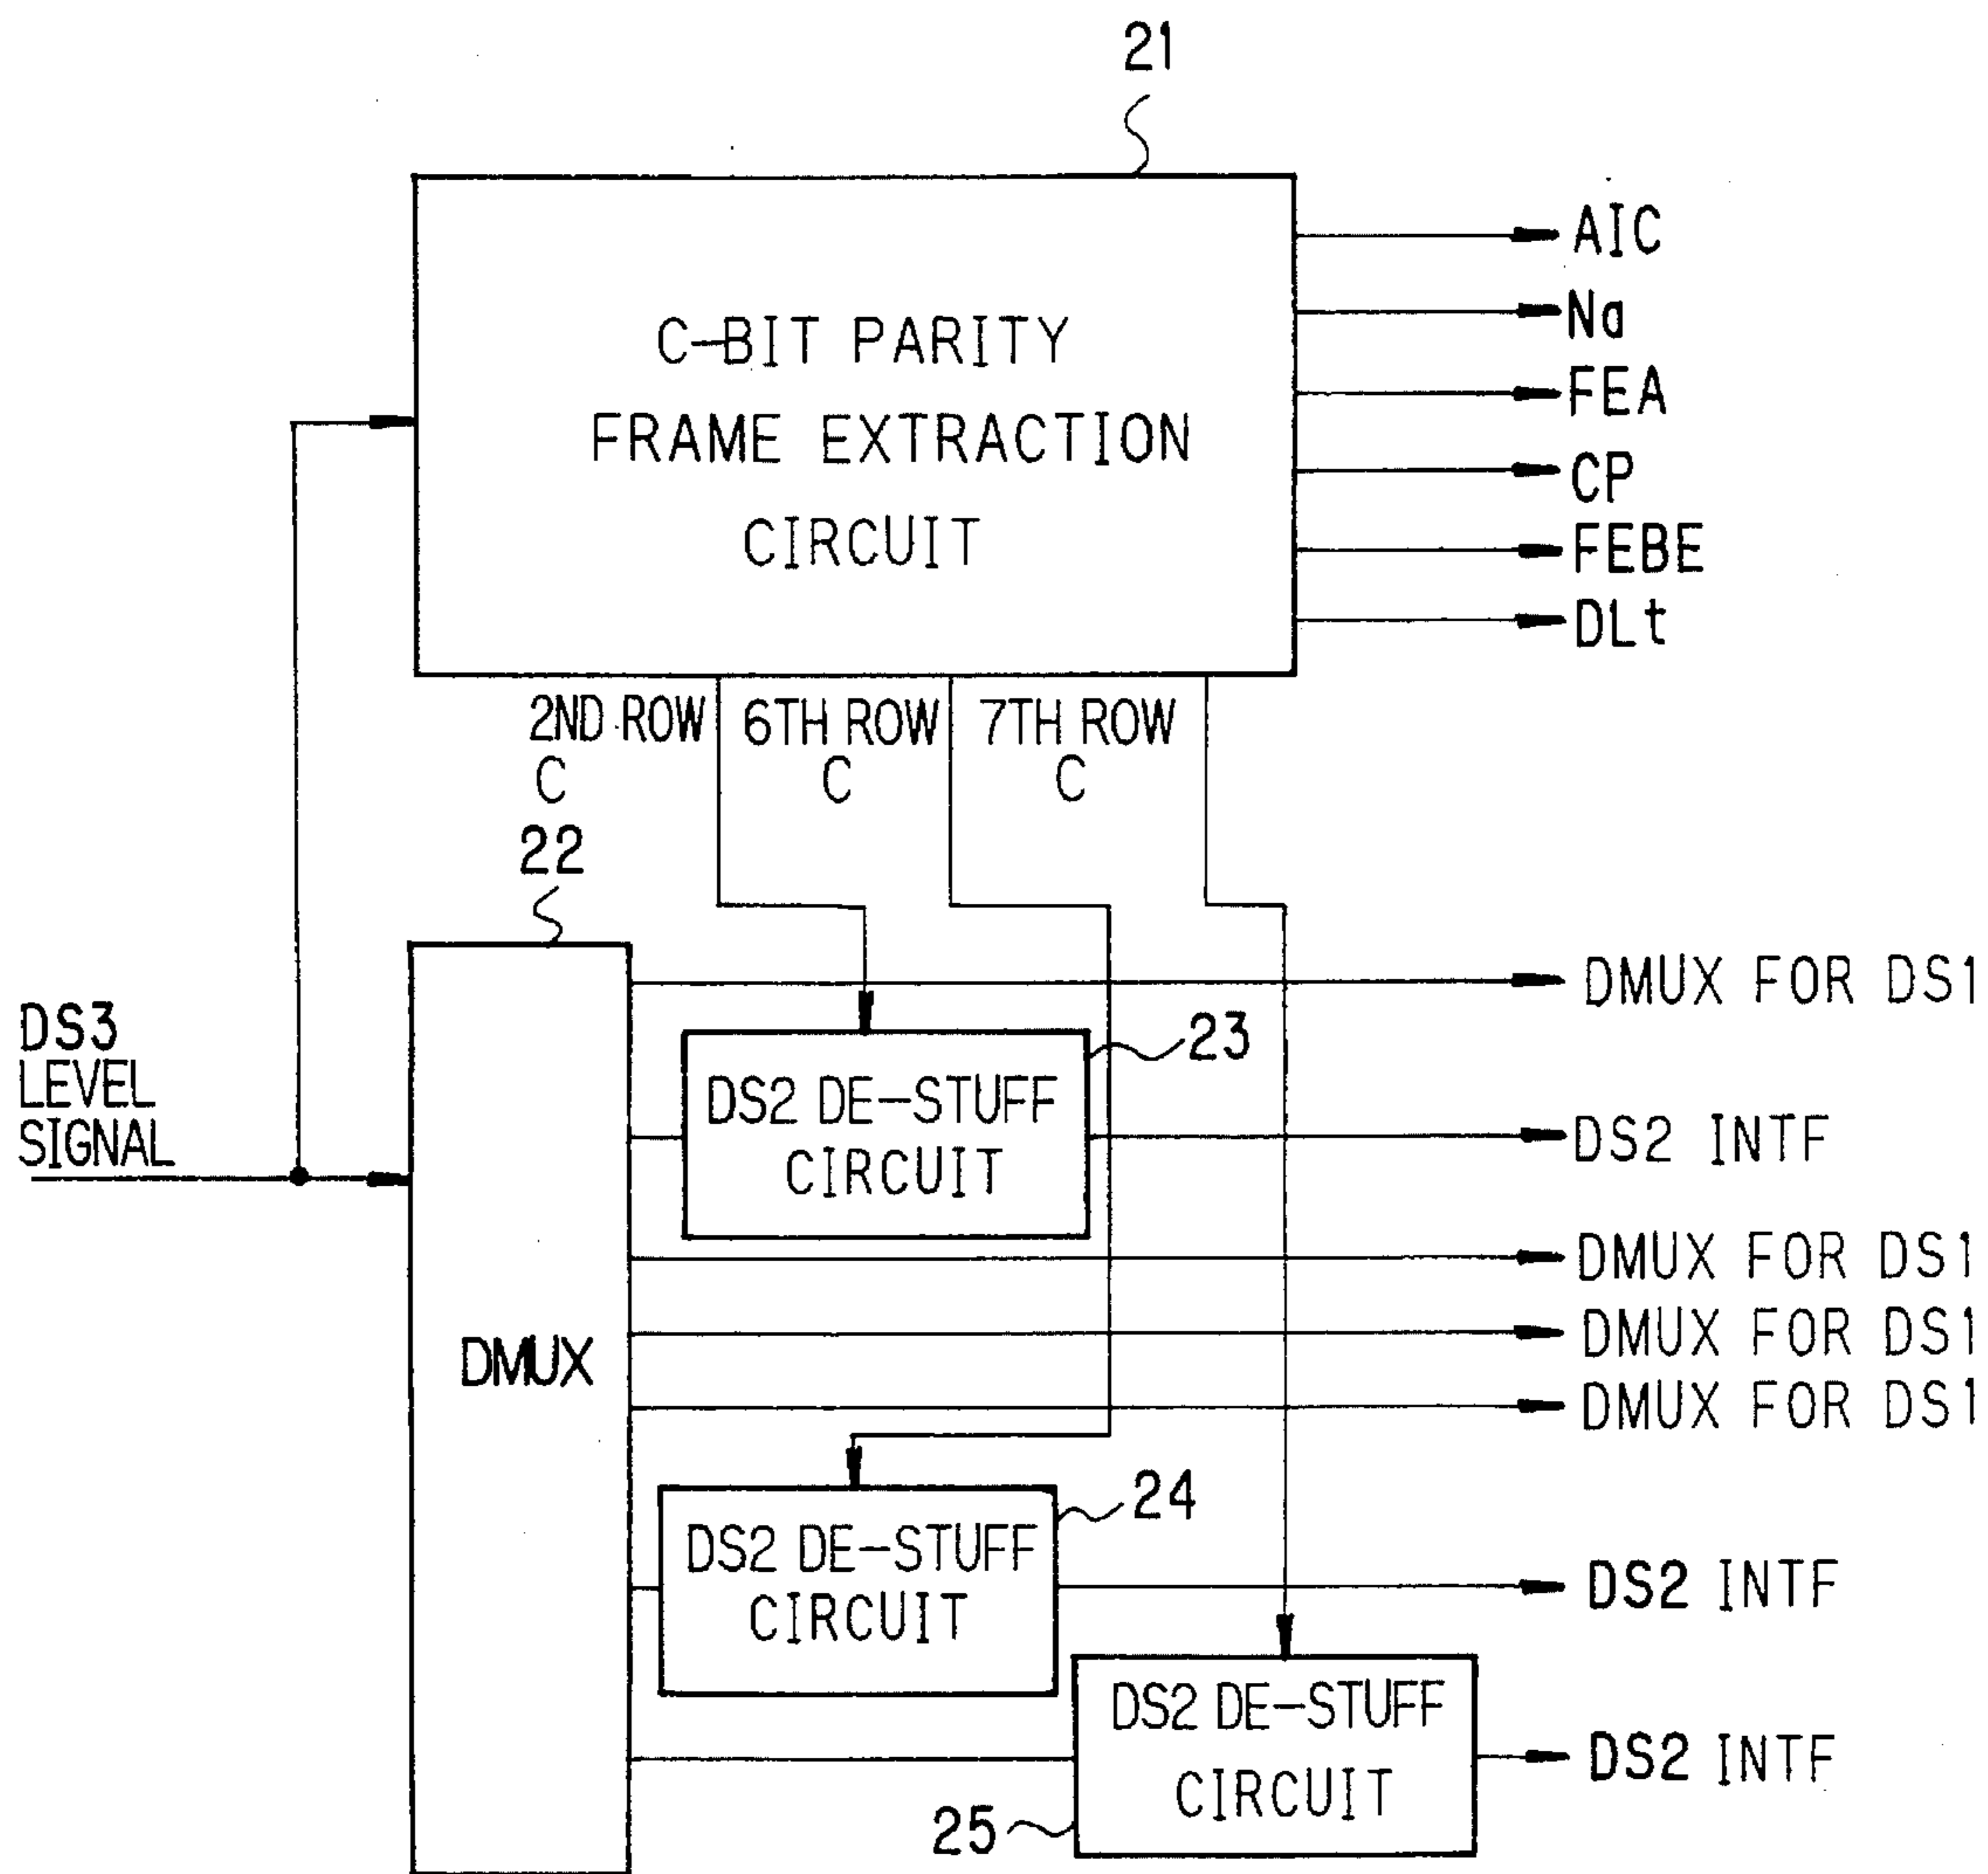 21
C-BIT PARITY
FRAME EXTRACTION
CIRCUIT
AIC
Na
FEA
CP
FEBE
DLt
2ND ROW
C
6TH ROW
C
7TH ROW
C
22
DS3
LEVEL
SIGNAL
DMUX
DMUX FOR DS1
23
DS2 DE-STUFF
CIRCUIT
DS2 INTF
DMUX FOR DS1
DMUX FOR DS1
DMUX FOR DS1
24
DS2 DE-STUFF
CIRCUIT
DS2 INTF
DS2 DE-STUFF
CIRCUIT
25
DS2 INTF